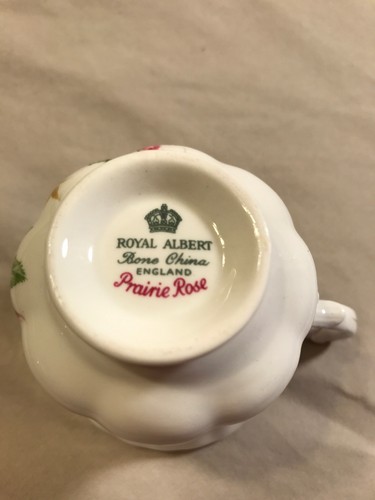 ROYAL ALBERT
Bone China
ENGLAND
Prairie Rose